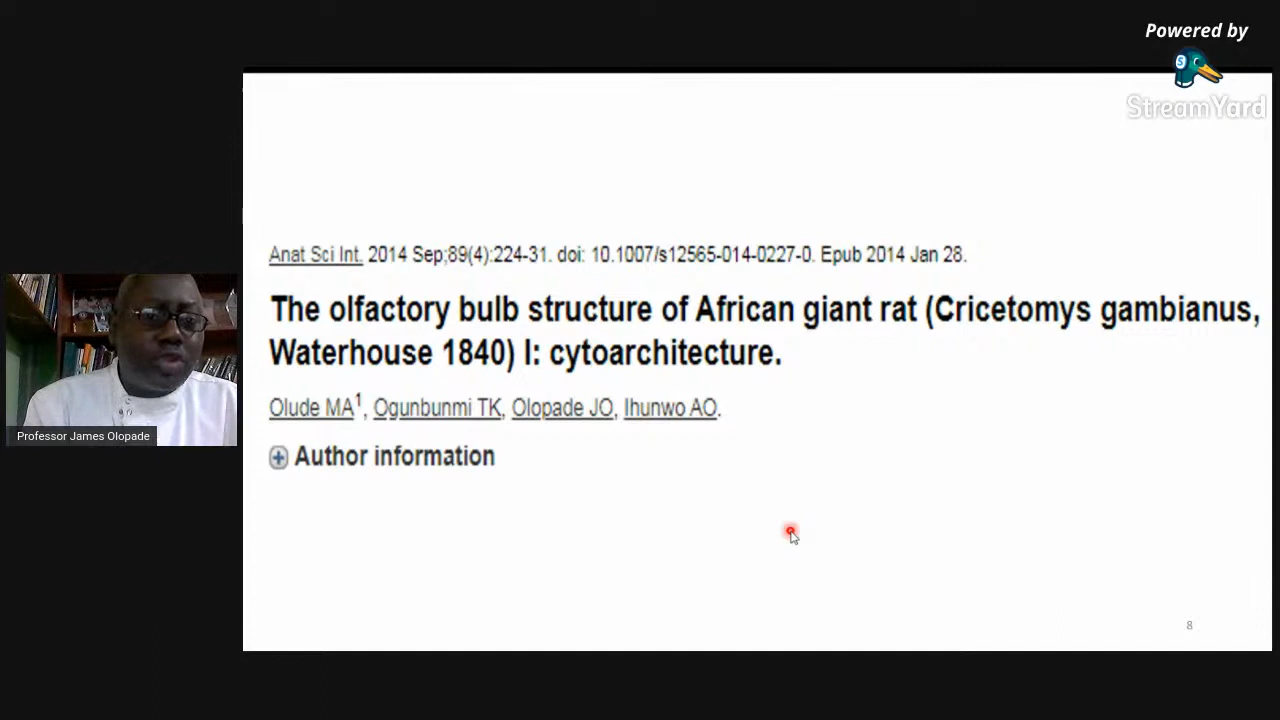 Powered by
StreamYard
Anat Sci Int. 2014 Sep;89(4):224-31. doi: 10.1007/s12565-014-0227-0. Epub 2014 Jan 28.
The olfactory bulb structure of African giant rat (Cricetomys gambianus,
Waterhouse 1840) I: cytoarchitecture.
Olude MA1, Ogunbunmi TK, Olopade JO, Ihunwo AO.
Author information
Professor James Olopade
8